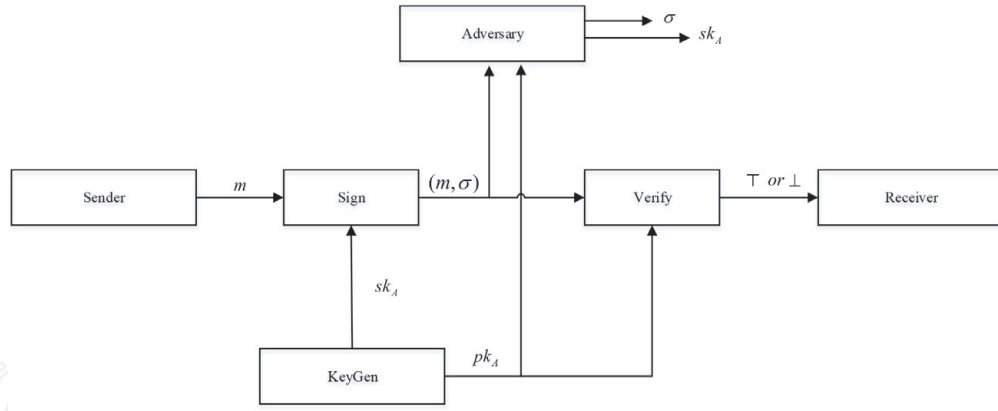 Adversary
σ
sk_A
Sender
m
Sign
(m, σ)
Verify
⊤ or ⊥
Receiver
sk_A
KeyGen
pk_A